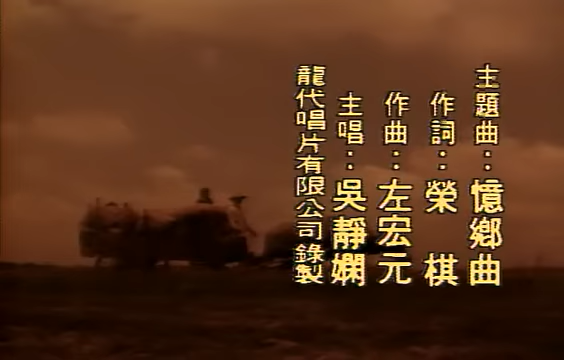 主題曲：憶鄉曲
作詞：榮棋
作曲：左宏元
主唱：吳靜嫻
龍代唱片有限公司錄製